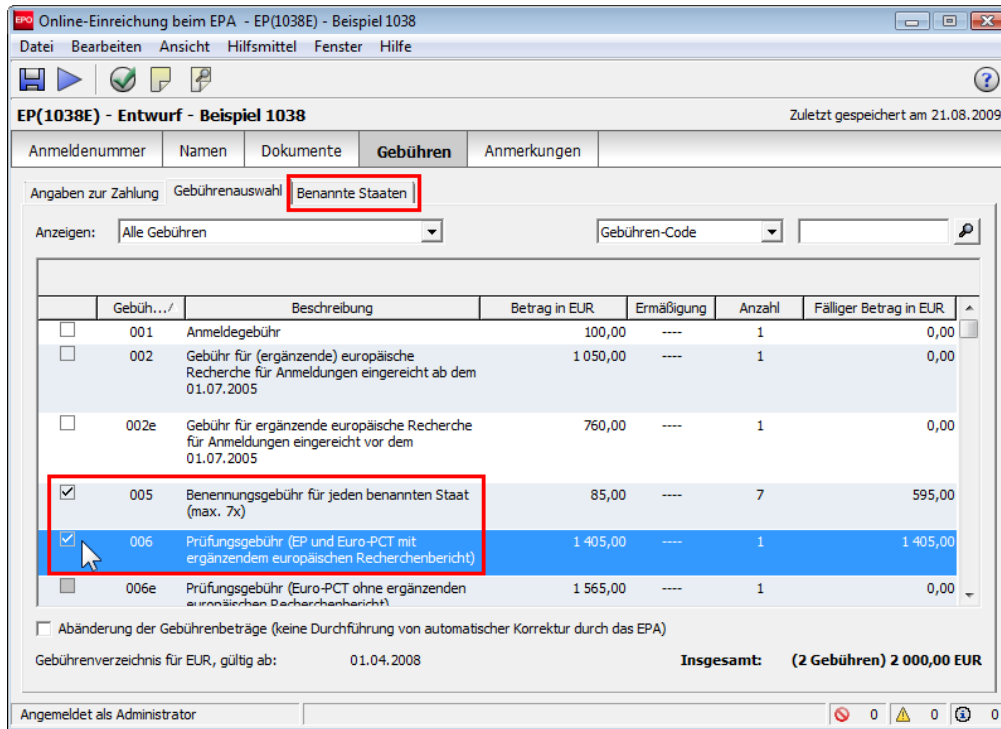 EPO Online-Einreichung beim EPA - EP(1038E) - Beispiel 1038
Datei Bearbeiten Ansicht Hilfsmittel Fenster Hilfe
EP(1038E) - Entwurf - Beispiel 1038 Zuletzt gespeichert am 21.08.2009
Anmeldenummer Namen Dokumente Gebühren Anmerkungen
Angaben zur Zahlung Gebührenauswahl Benannte Staaten
Anzeigen: Alle Gebühren Gebühren-Code
Gebüh.../ Beschreibung Betrag in EUR Ermäßigung Anzahl Fälliger Betrag in EUR
001 Anmeldegebühr 100,00 ---- 1 0,00
002 Gebühr für (ergänzende) europäische 1 050,00 ---- 1 0,00
Recherche für Anmeldungen eingereicht ab dem
01.07.2005
002e Gebühr für ergänzende europäische Recherche 760,00 ---- 1 0,00
für Anmeldungen eingereicht vor dem
01.07.2005
005 Benennungsgebühr für jeden benannten Staat 85,00 ---- 7 595,00
(max. 7x)
006 Prüfungsgebühr (EP und Euro-PCT mit 1 405,00 ---- 1 1 405,00
ergänzendem europäischen Recherchenbericht)
006e Prüfungsgebühr (Euro-PCT ohne ergänzenden 1 565,00 ---- 1 0,00
europäischen Recherchenbericht)
Abänderung der Gebührenbeträge (keine Durchführung von automatischer Korrektur durch das EPA)
Gebührenverzeichnis für EUR, gültig ab: 01.04.2008 Insgesamt: (2 Gebühren) 2 000,00 EUR
Angemeldet als Administrator 0 0 0